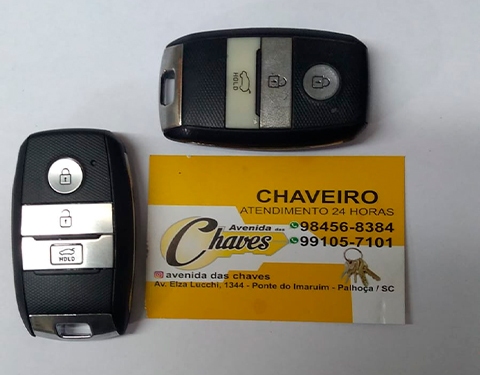 HOLD
CHAVEIRO
ATENDIMENTO 24 HORAS
Avenida das
Chaves
98456-8384
99105-7101
avenida das chaves
Av. Elza Lucchi, 1344 - Ponte do Imaruim - Palhoça / SC
HOLD